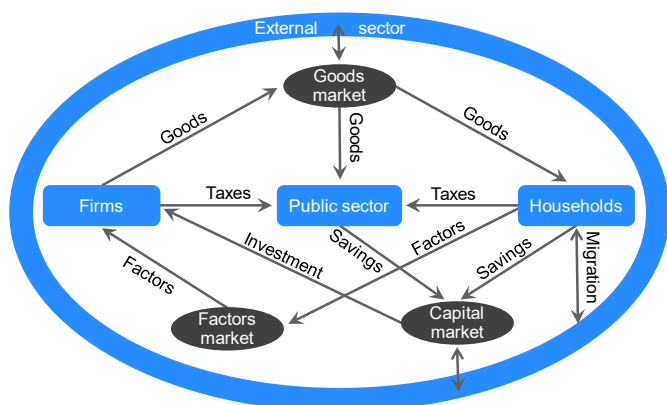 External sector
Goods
market
Goods
Goods
Goods
Firms
Taxes
Public sector
Taxes
Households
Investment
Savings
Factors
Savings
Migration
Factors
Factors
market
Capital
market